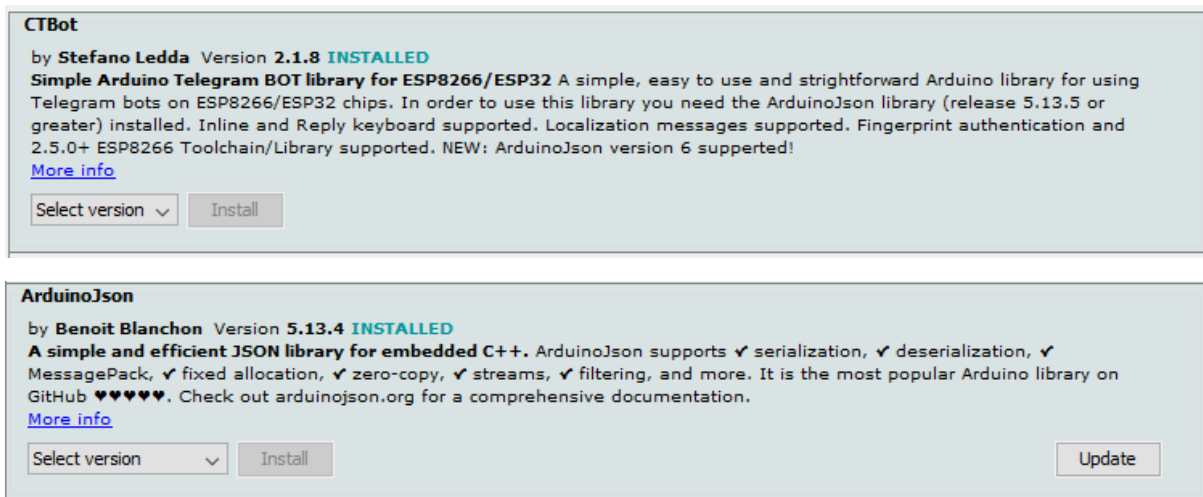 CTBot
by Stefano Ledda Version 2.1.8 INSTALLED
Simple Arduino Telegram BOT library for ESP8266/ESP32 A simple, easy to use and strightforward Arduino library for using
Telegram bots on ESP8266/ESP32 chips. In order to use this library you need the ArduinoJson library (release 5.13.5 or
greater) installed. Inline and Reply keyboard supported. Localization messages supported. Fingerprint authentication and
2.5.0+ ESP8266 Toolchain/Library supported. NEW: ArduinoJson version 6 supperted!
More info
Select version Install
ArduinoJson
by Benoit Blanchon Version 5.13.4 INSTALLED
A simple and efficient JSON library for embedded C++. ArduinoJson supports ✔ serialization, ✔ deserialization, ✔
MessagePack, ✔ fixed allocation, ✔ zero-copy, ✔ streams, ✔ filtering, and more. It is the most popular Arduino library on
GitHub ♥♥♥♥♥. Check out arduinojson.org for a comprehensive documentation.
More info
Select version Install Update